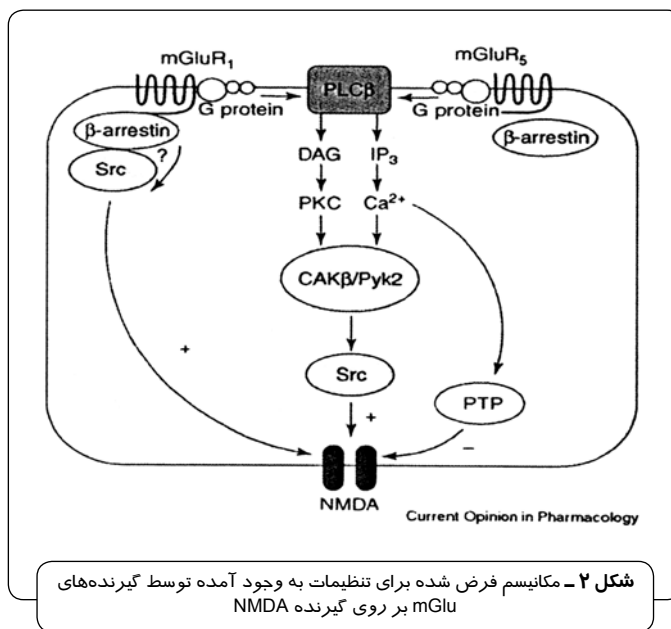 mGluR1
mGluR5
PLCβ
G protein
G protein
β-arrestin
?
Src
β-arrestin
DAG
IP3
PKC
Ca2+
CAKβ/Pyk2
+
Src
PTP
+
−
NMDA
Current Opinion in Pharmacology
شکل ۲ ـ مکانیسم فرض شده برای تنظیمات به وجود آمده توسط گیرنده‌های
mGlu بر روی گیرنده NMDA